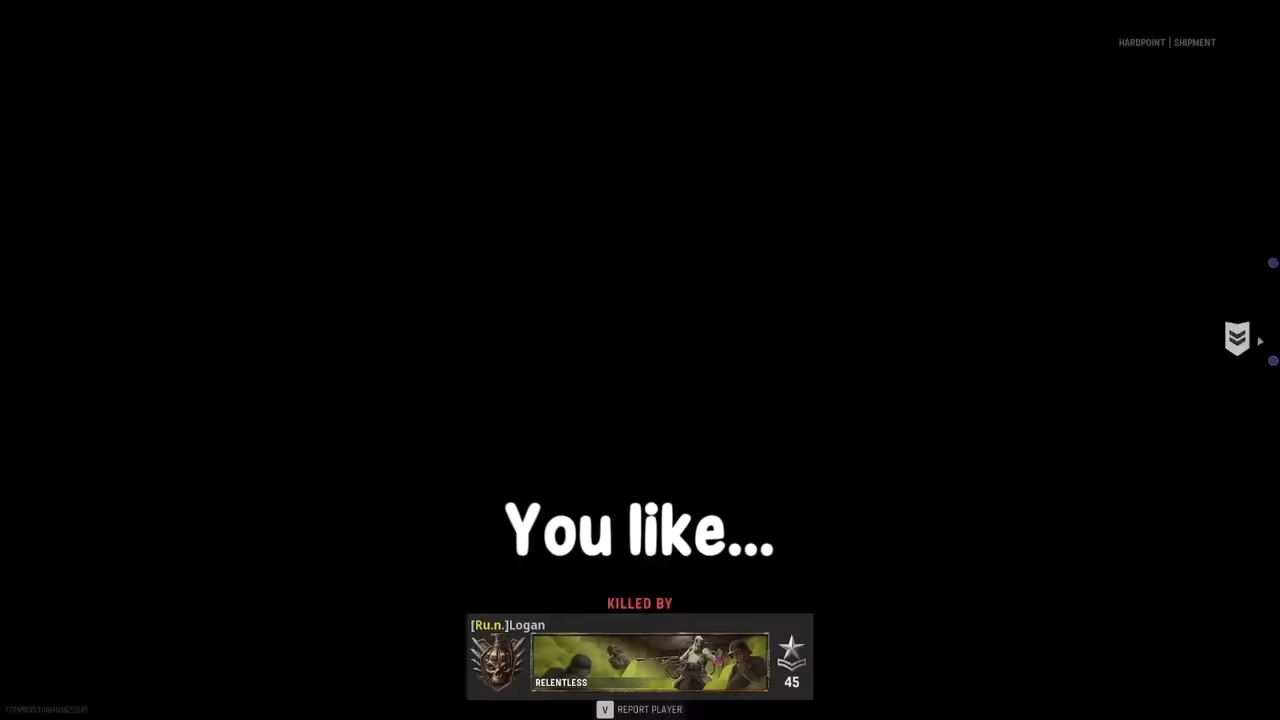 HARDPOINT | SHIPMENT
You like...
KILLED BY
[Ru.n.]Logan
RELENTLESS
45
V REPORT PLAYER